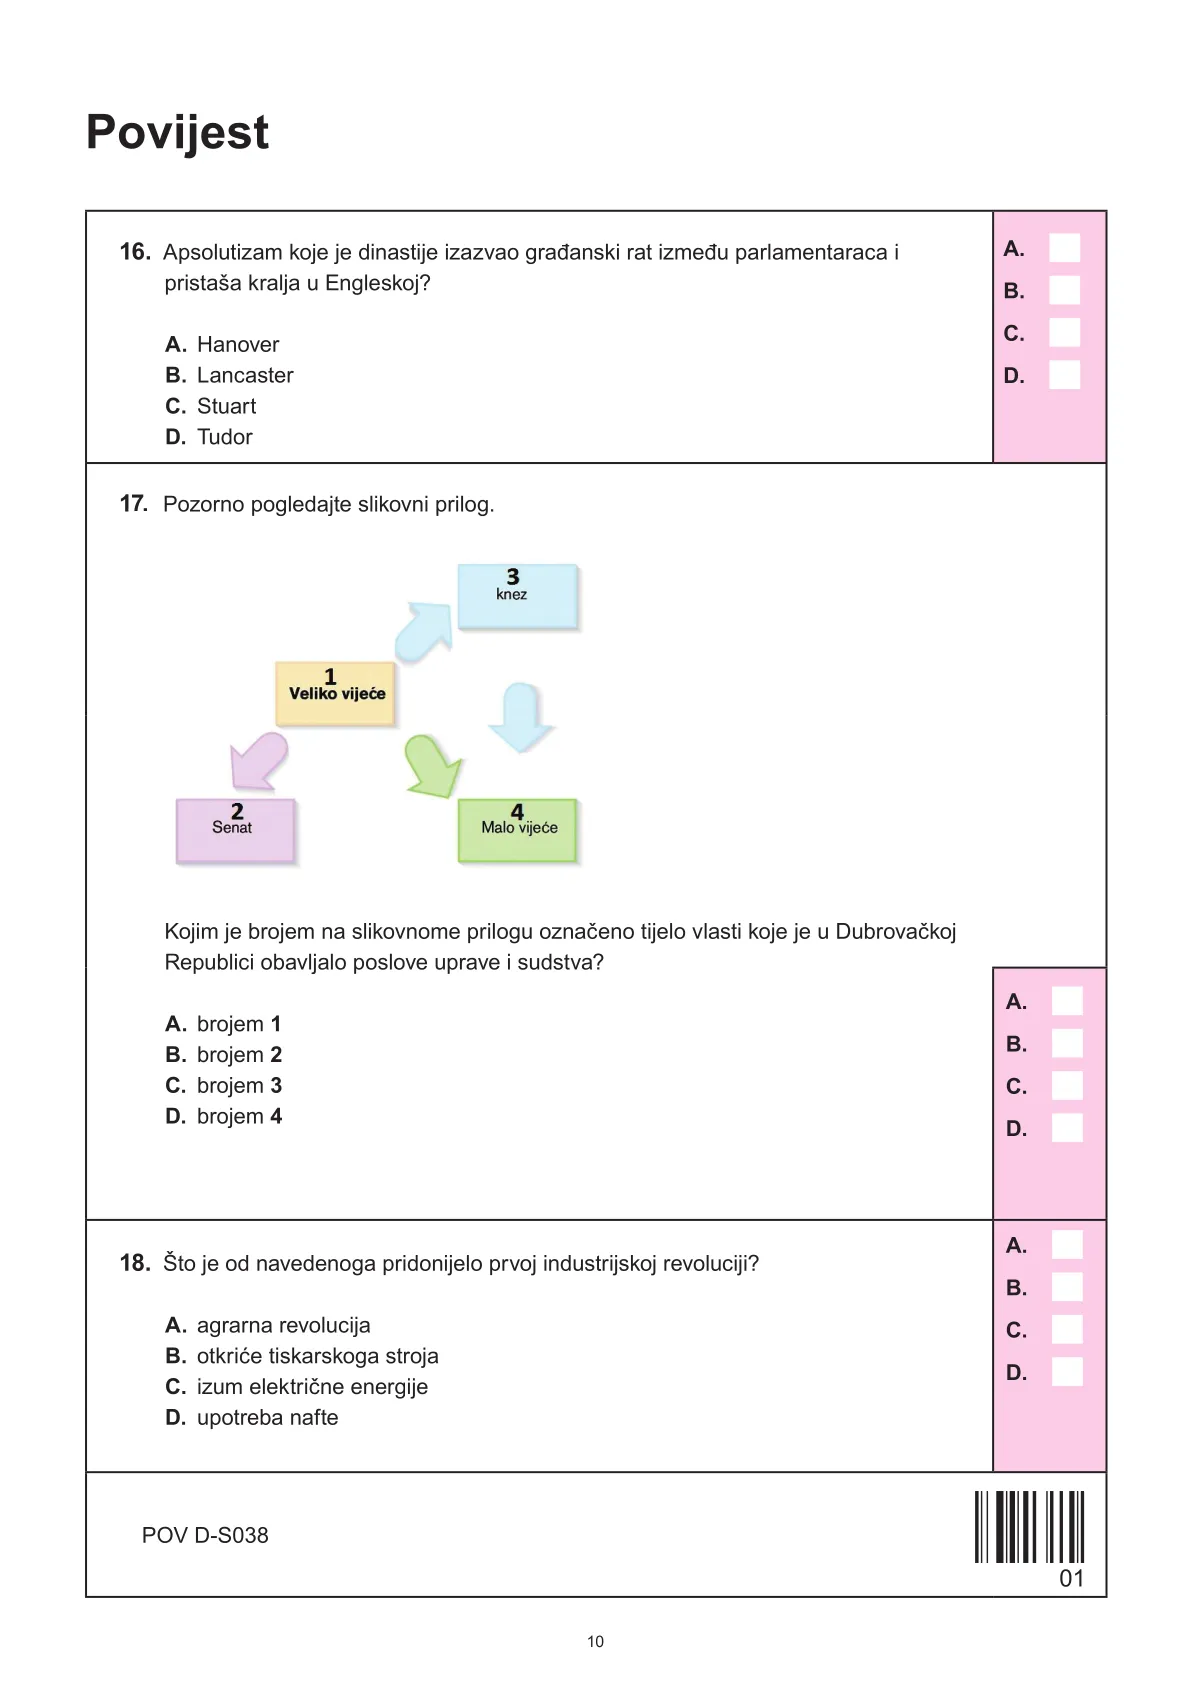 Povijest
16. Apsolutizam koje je dinastije izazvao građanski rat između parlamentaraca i
pristaša kralja u Engleskoj?
A. Hanover
B. Lancaster
C. Stuart
D. Tudor
A.
B.
C.
D.
17. Pozorno pogledajte slikovni prilog.
3
knez
1
Veliko vijeće
2
Senat
4
Malo vijeće
Kojim je brojem na slikovnome prilogu označeno tijelo vlasti koje je u Dubrovačkoj
Republici obavljalo poslove uprave i sudstva?
A. brojem 1
B. brojem 2
C. brojem 3
D. brojem 4
A.
B.
C.
D.
18. Što je od navedenoga pridonijelo prvoj industrijskoj revoluciji?
A. agrarna revolucija
B. otkriće tiskarskoga stroja
C. izum električne energije
D. upotreba nafte
A.
B.
C.
D.
POV D-S038
01
10